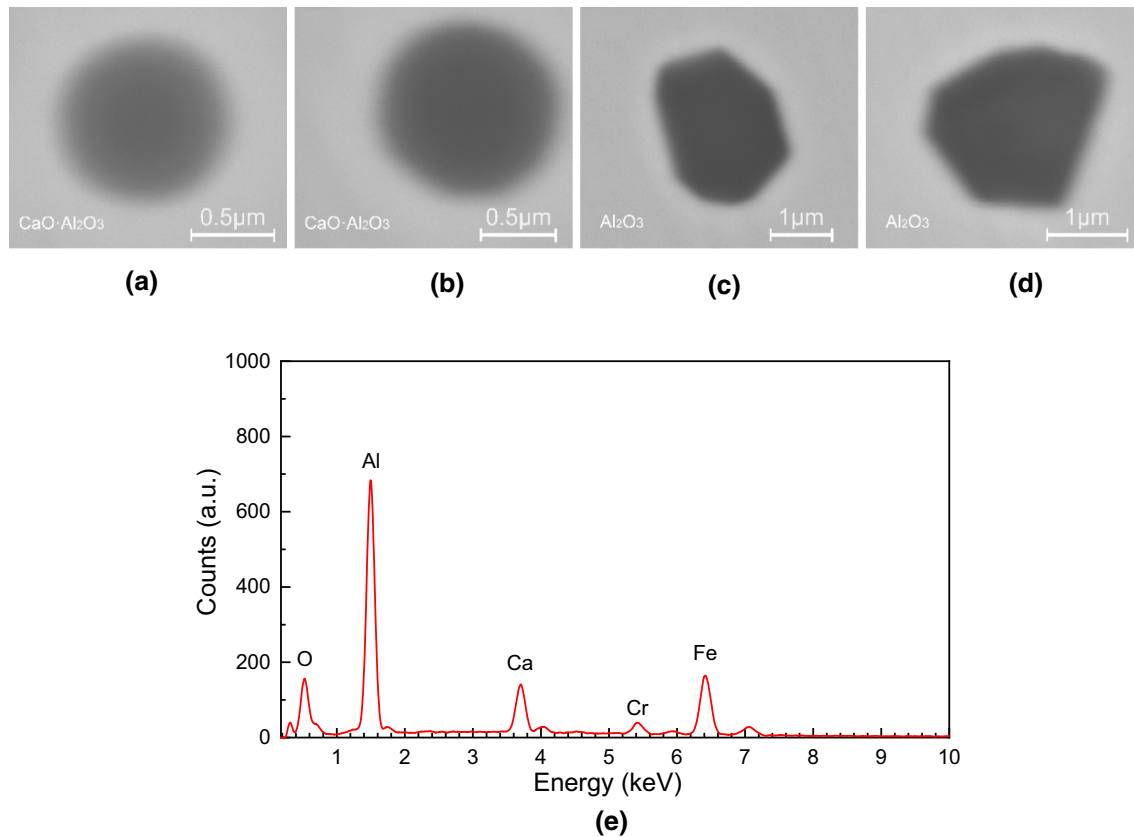 CaO·Al₂O₃
0.5μm
CaO·Al₂O₃
0.5μm
Al₂O₃
1μm
Al₂O₃
1μm
(a)
(b)
(c)
(d)
1000
800
600
400
200
0
Counts (a.u.)
O
Al
Ca
Cr
Fe
1 2 3 4 5 6 7 8 9 10
Energy (keV)
(e)